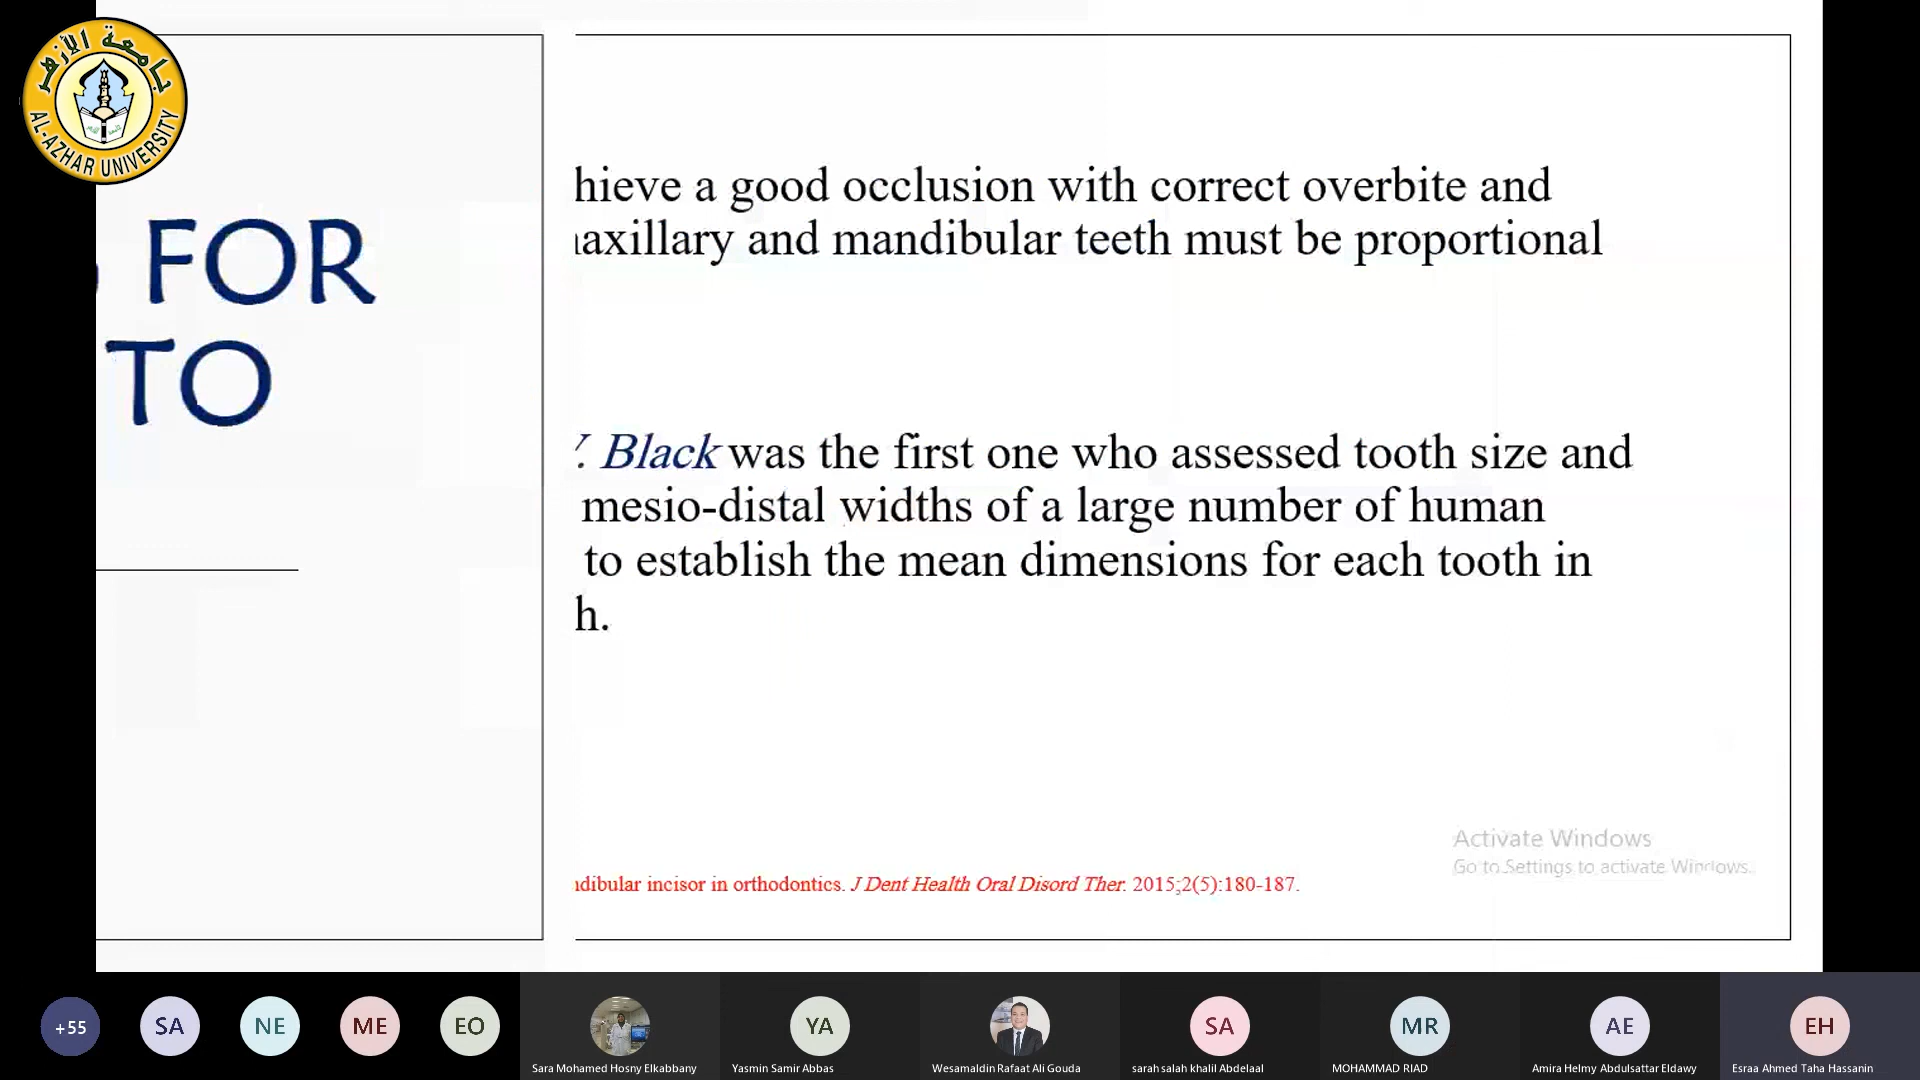 جامعة الأزهر
AL-AZHAR UNIVERSITY
FOR
TO
hieve a good occlusion with correct overbite and
axillary and mandibular teeth must be proportional
. Black was the first one who assessed tooth size and
mesio-distal widths of a large number of human
to establish the mean dimensions for each tooth in
h.
dibular incisor in orthodontics. J Dent Health Oral Disord Ther. 2015;2(5):180-187.
Activate Windows
Go to Settings to activate Windows.
+55
SA
NE
ME
EO
YA
SA
MR
AE
EH
Sara Mohamed Hosny Elkabbany
Yasmin Samir Abbas
Wesamaldin Rafaat Ali Gouda
sarah salah khalil Abdelaal
MOHAMMAD RIAD
Amira Helmy Abdulsattar Eldawy
Esraa Ahmed Taha Hassanin